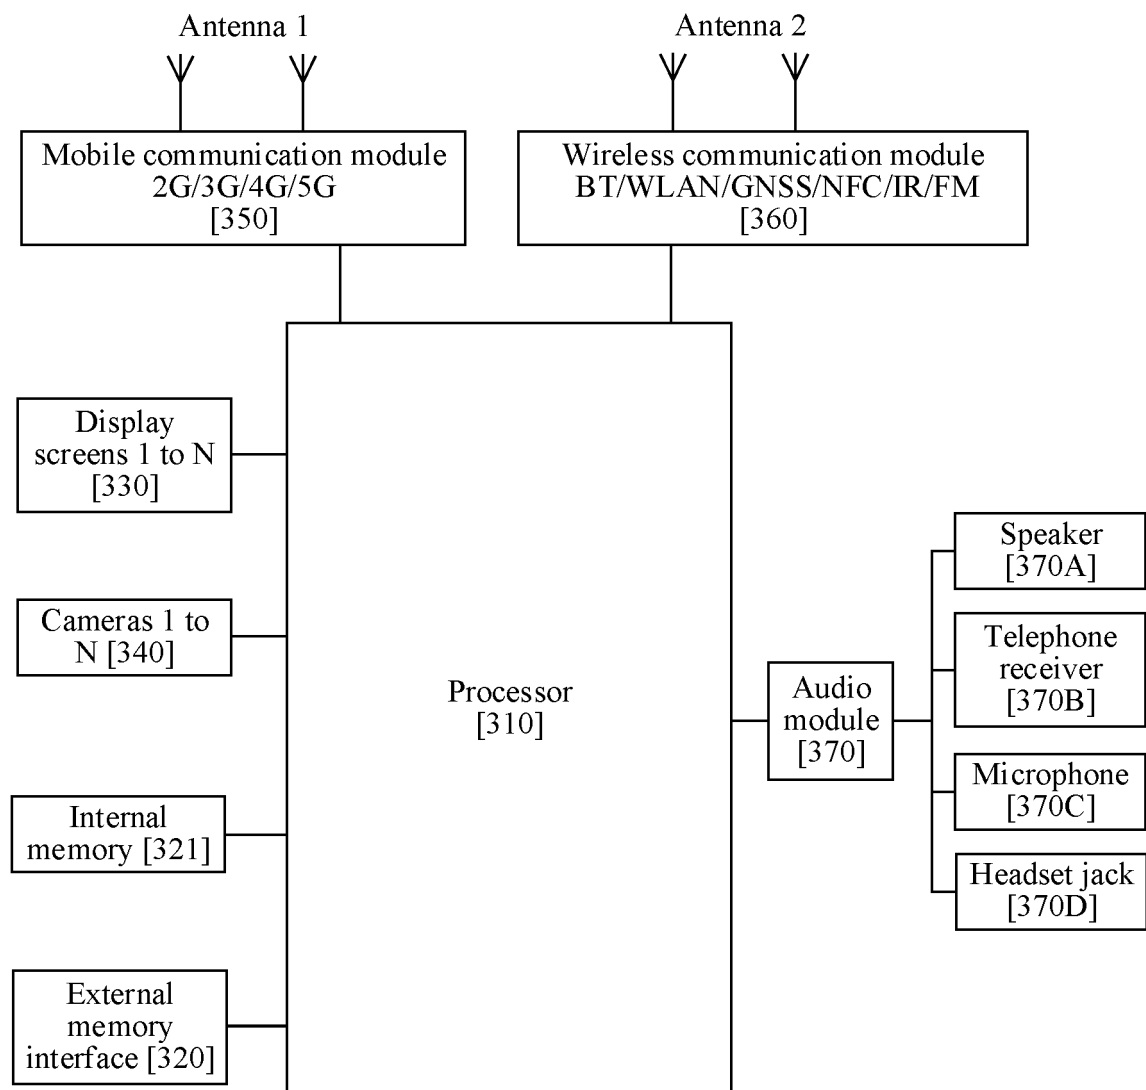 Antenna 1
Antenna 2
Mobile communication module
2G/3G/4G/5G
[350]
Wireless communication module
BT/WLAN/GNSS/NFC/IR/FM
[360]
Display
screens 1 to N
[330]
Cameras 1 to
N [340]
Internal
memory [321]
External
memory
interface [320]
Processor
[310]
Audio
module
[370]
Speaker
[370A]
Telephone
receiver
[370B]
Microphone
[370C]
Headset jack
[370D]